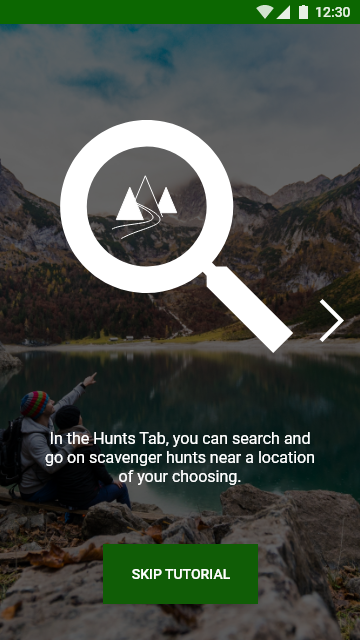 12:30
In the Hunts Tab, you can search and
go on scavenger hunts near a location
of your choosing.
SKIP TUTORIAL